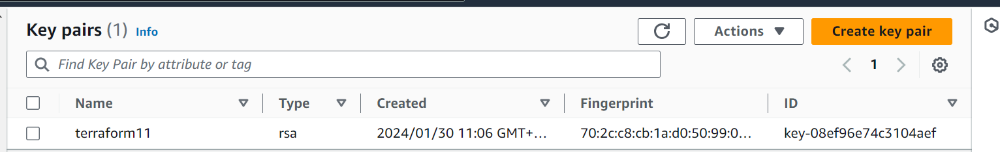 Key pairs (1) Info
Actions
Create key pair
Find Key Pair by attribute or tag
1
Name Type Created Fingerprint ID
terraform11 rsa 2024/01/30 11:06 GMT+... 70:2c:c8:cb:1a:d0:50:99:0... key-08ef96e74c3104aef